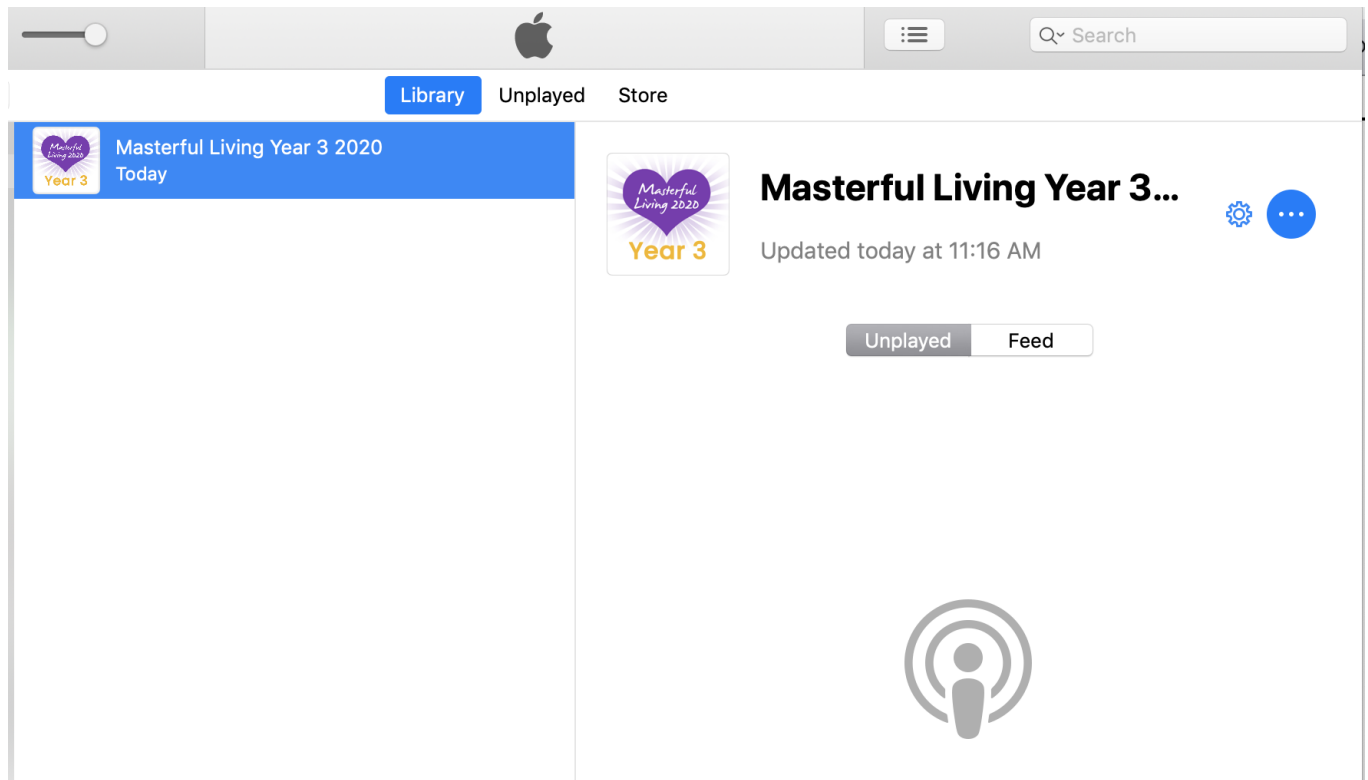 Search
Library Unplayed Store
Masterful
Living 2020
Year 3
Masterful Living Year 3 2020
Today
Masterful
Living 2020
Year 3
Masterful Living Year 3...
Updated today at 11:16 AM
Unplayed Feed